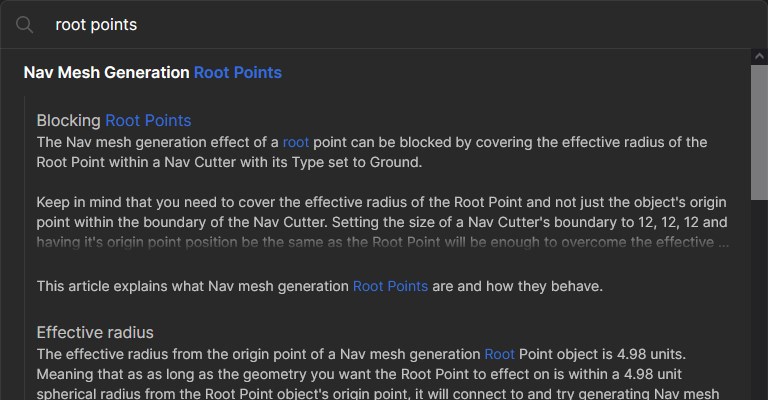 root points
Nav Mesh Generation Root Points
Blocking Root Points
The Nav mesh generation effect of a root point can be blocked by covering the effective radius of the
Root Point within a Nav Cutter with its Type set to Ground.
Keep in mind that you need to cover the effective radius of the Root Point and not just the object's origin
point within the boundary of the Nav Cutter. Setting the size of a Nav Cutter's boundary to 12, 12, 12 and
having it's origin point position be the same as the Root Point will be enough to overcome the effective ...
This article explains what Nav mesh generation Root Points are and how they behave.
Effective radius
The effective radius from the origin point of a Nav mesh generation Root Point object is 4.98 units.
Meaning that as as long as the geometry you want the Root Point to effect on is within a 4.98 unit
spherical radius from the Root Point object's origin point, it will connect to and try generating Nav mesh